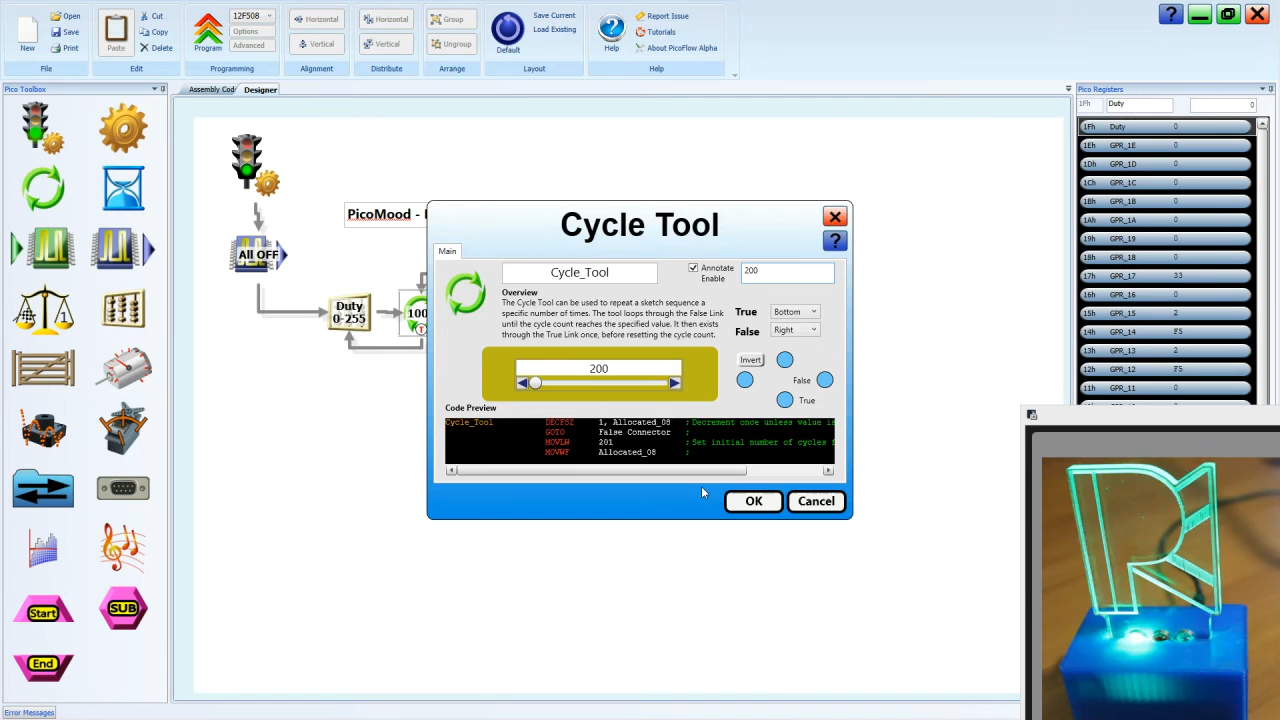 New
Open
Save
Print
File
Paste
Cut
Copy
Delete
Edit
Program
12F508
Options
Advanced
Programming
Horizontal
Vertical
Alignment
Horizontal
Vertical
Distribute
Group
Ungroup
Arrange
Default
Save Current
Load Existing
Layout
Help
Report Issue
Tutorials
About PicoFlow Alpha
Help
Pico Toolbox
Start
SUB
End
Assembly Cod
Designer
All OFF
PicoMood -
Duty
0-255
100
T
Cycle Tool
Main
Cycle_Tool
Annotate
Enable
200
Overview
The Cycle Tool can be used to repeat a sketch sequence a
specific number of times. The tool loops through the False Link
until the cycle count reaches the specified value. It then exists
through the True Link once, before resetting the cycle count.
True Bottom
False Right
200
Invert
False
True
Code Preview
Cycle_Tool DECFSZ 1, Allocated_08 ; Decrement once unless value is
GOTO False Connector ;
MOVLW 201 ; Set initial number of cycles
MOVWF Allocated_08 ;
OK
Cancel
Pico Registers
1Fh Duty 0
1Fh Duty 0
1Eh GPR_1E 0
1Dh GPR_1D 0
1Ch GPR_1C 0
1Bh GPR_1B 0
1Ah GPR_1A 0
19h GPR_19 0
18h GPR_18 0
17h GPR_17 33
16h GPR_16 0
15h GPR_15 2
14h GPR_14 F5
13h GPR_13 2
12h GPR_12 F5
11h GPR_11 0
Error Messages